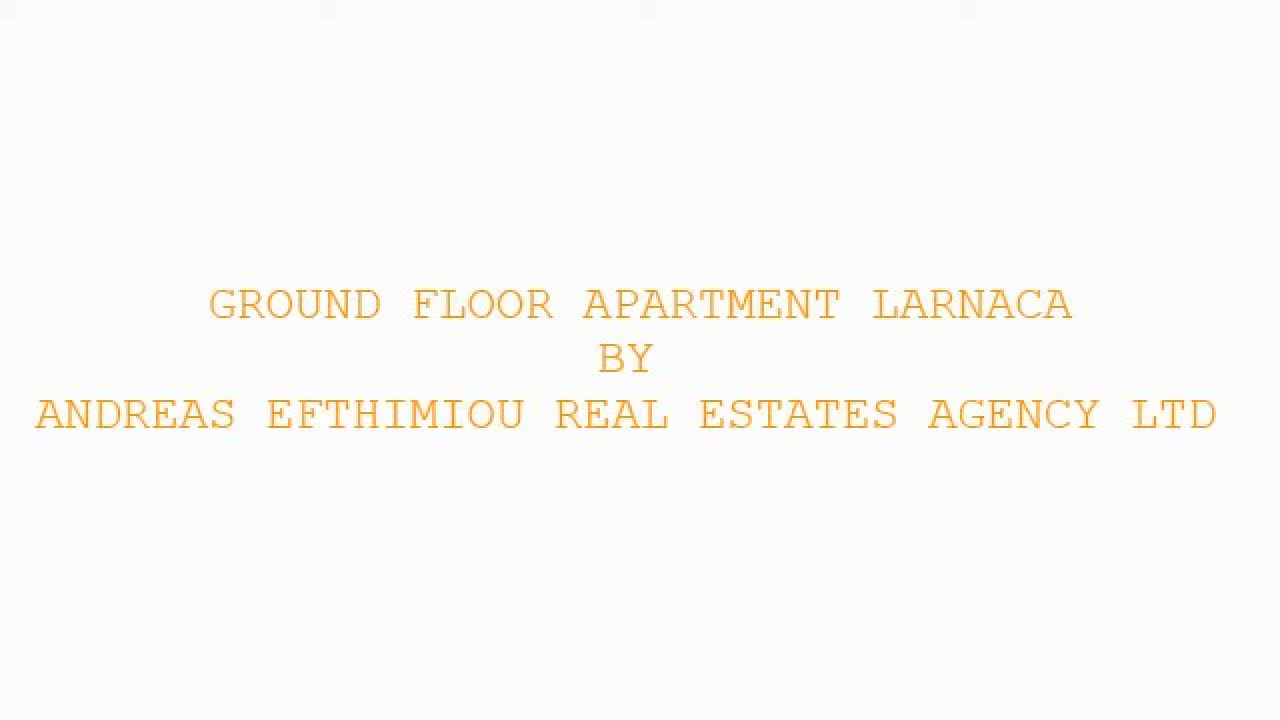 GROUND FLOOR APARTMENT LARNACA
BY
ANDREAS EFTHIMIOU REAL ESTATES AGENCY LTD